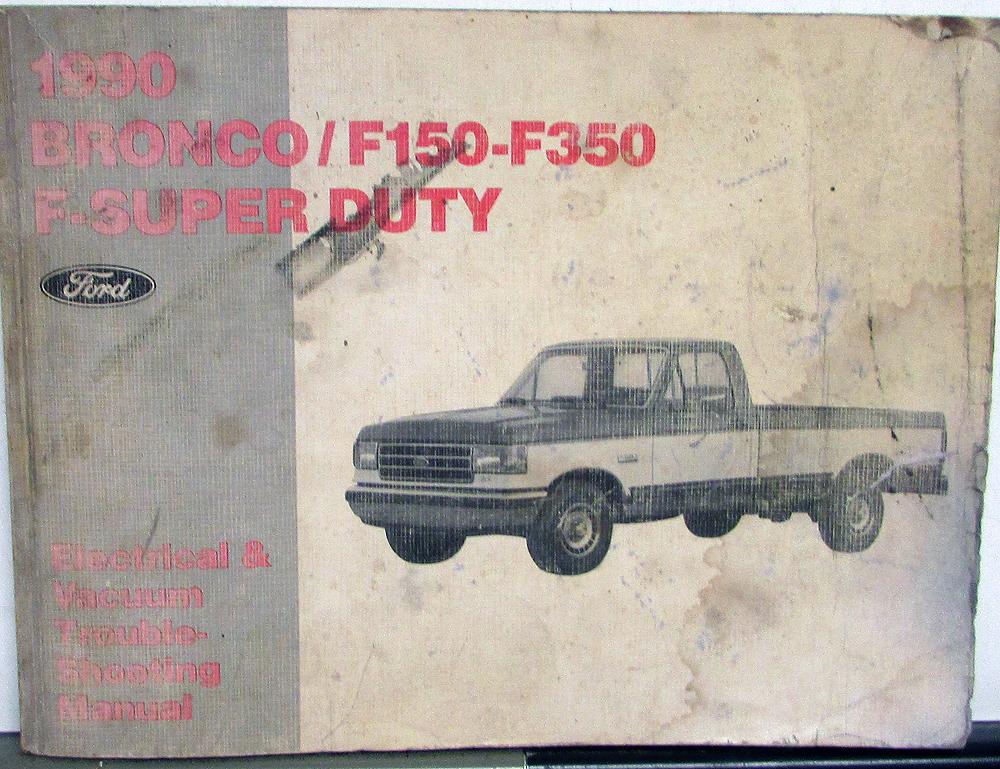 1990
BRONCO / F150-F350
F-SUPER DUTY
Ford
Electrical &
Vacuum
Trouble-
Shooting
Manual